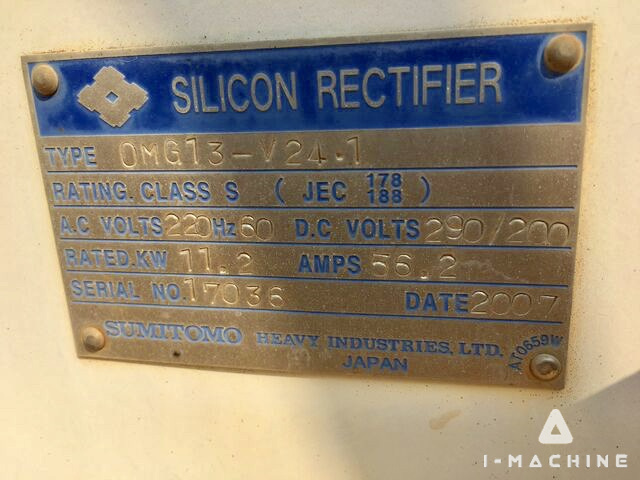 SILICON RECTIFIER
TYPE OMG13-V24.1
RATING. CLASS S ( JEC 178 188 )
A.C VOLTS 220 Hz 60 D.C VOLTS 290/200
RATED.KW 11.2 AMPS 56.2
SERIAL NO. 17036 DATE 2007
SUMITOMO HEAVY INDUSTRIES, LTD.
JAPAN
AT0659W
I-MACHINE